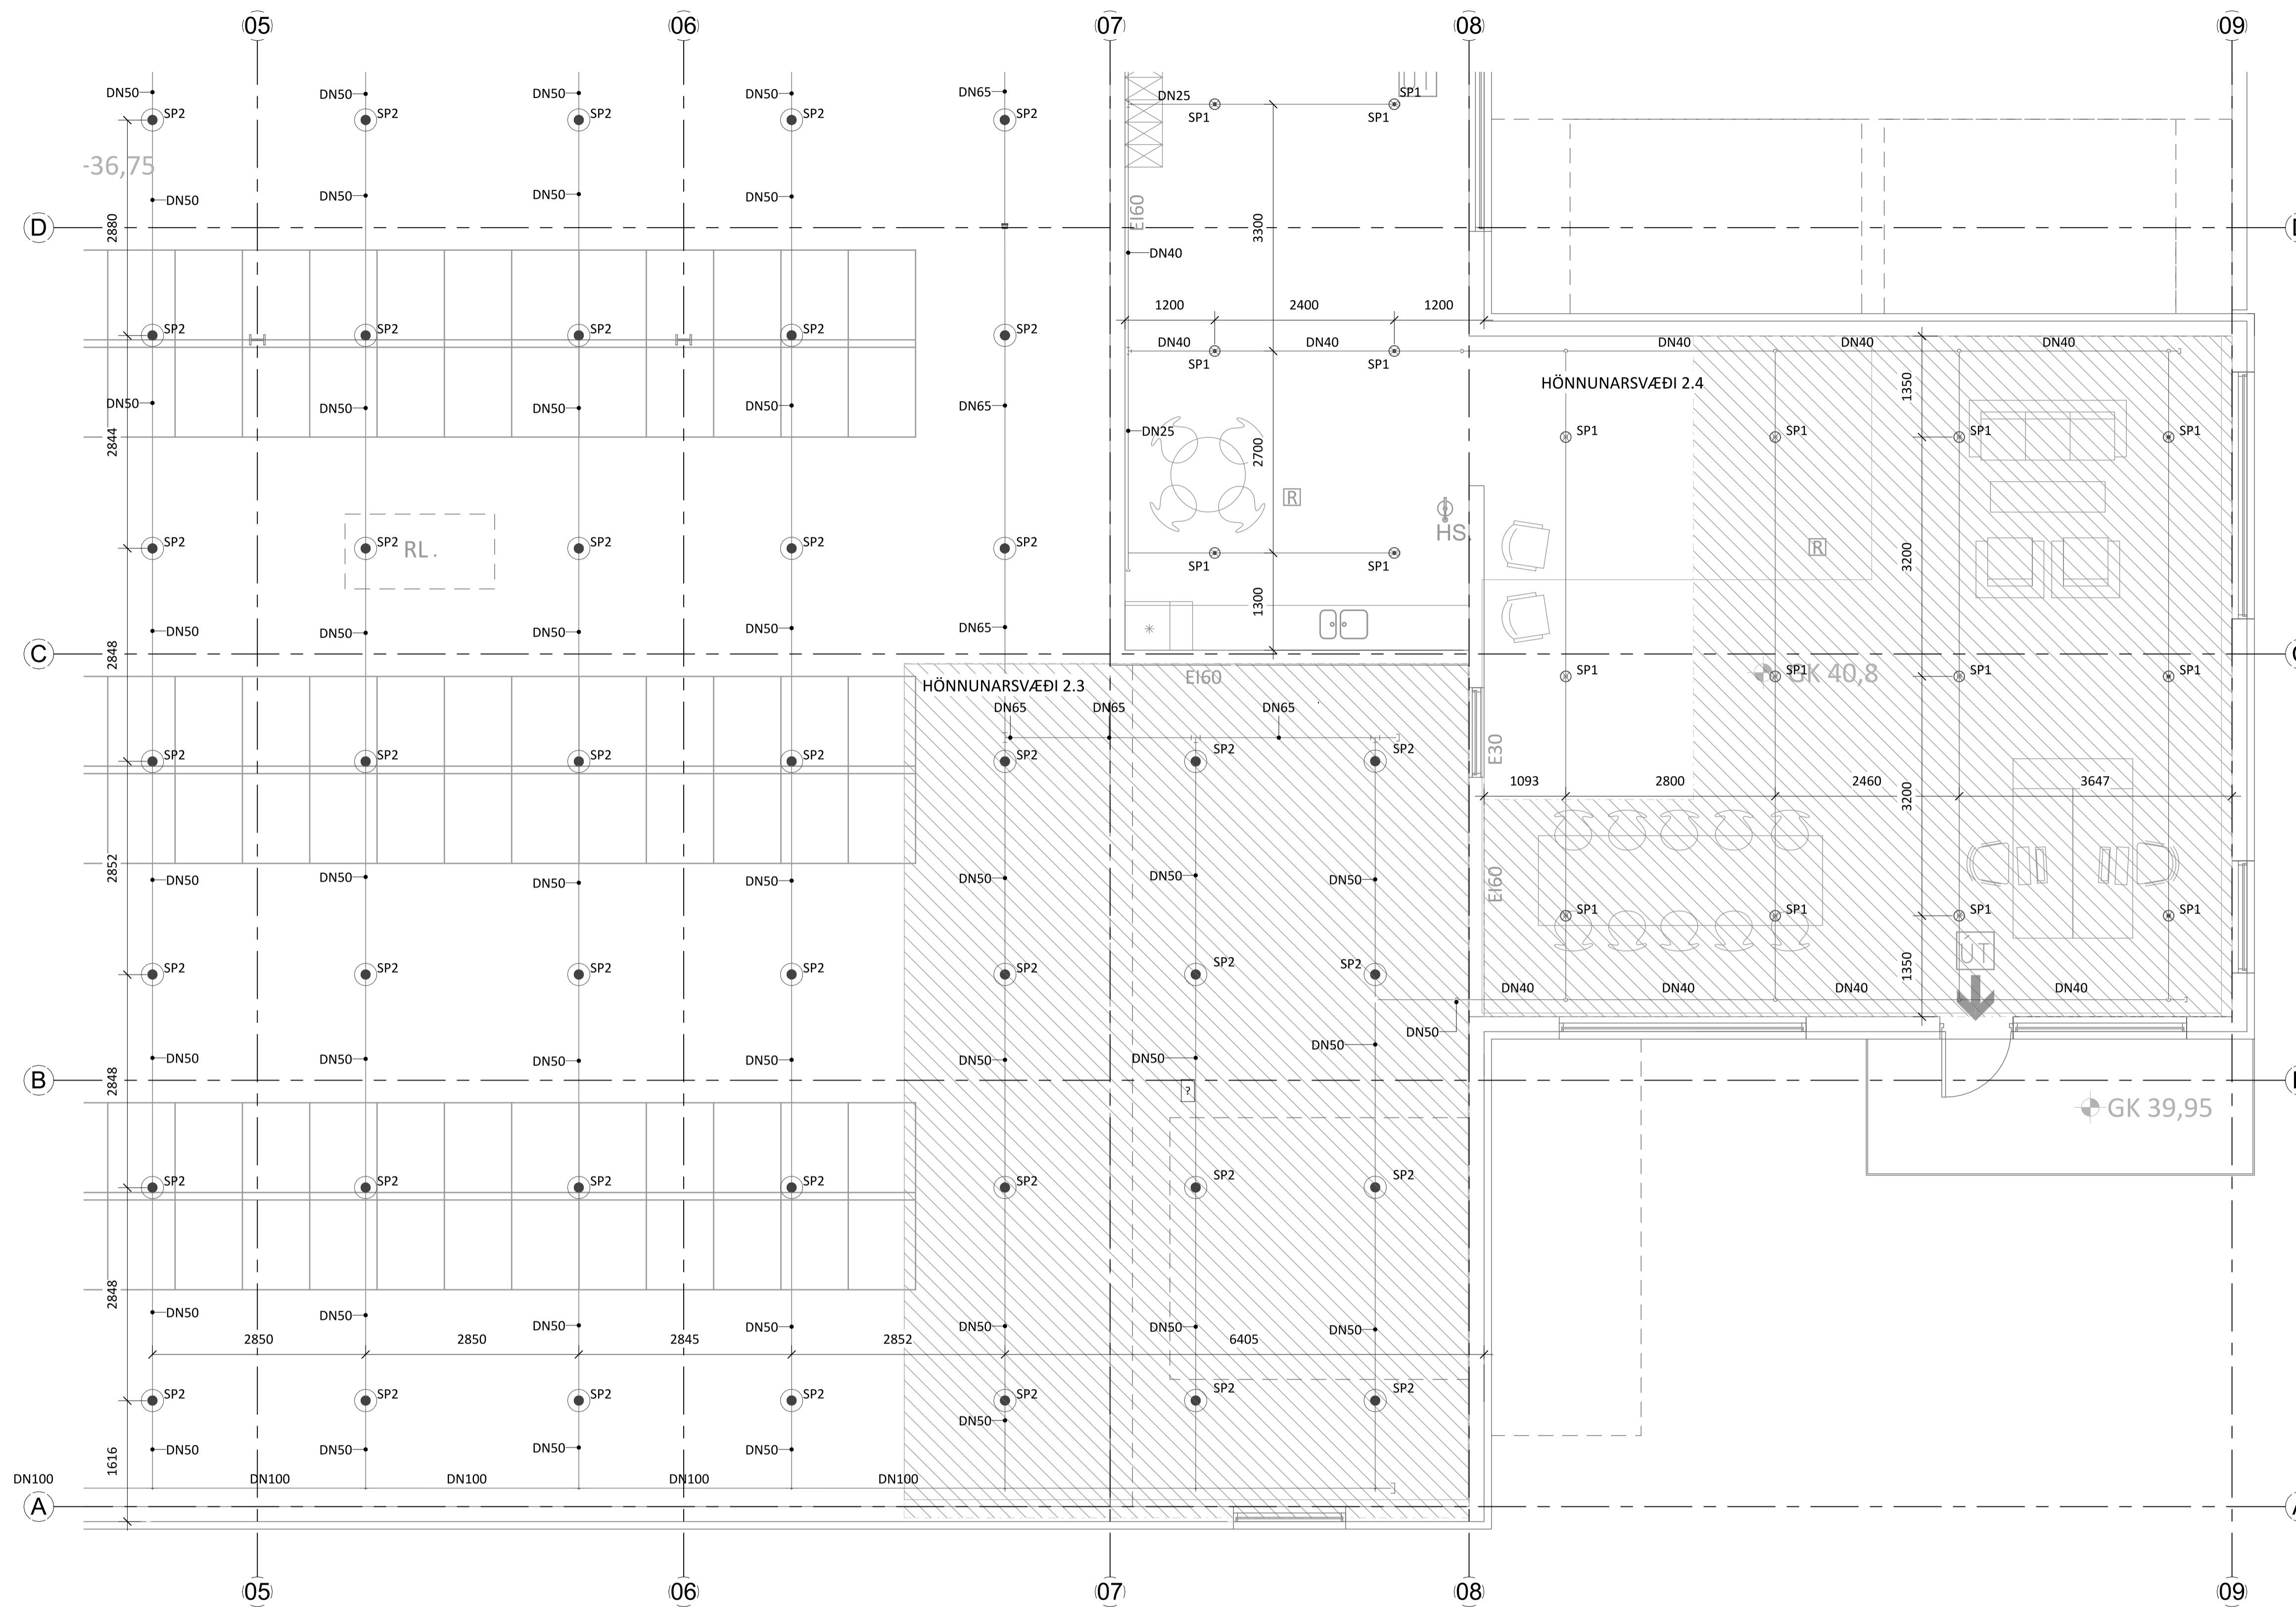 05 06 07 08 09
DN50 DN50 DN50 DN50 DN65 DN25 SP1
SP2 SP2 SP2 SP2 SP2 SP1 SP1
-36,75
DN50 DN50 DN50 DN50
2880
EI60
3300
D
DN40
1200 2400 1200
SP2 SP2 SP2 SP2 SP2
DN40 DN40 DN40 DN40 DN40
SP1 SP1
HÖNNUNARSVÆÐI 2.4
1350
DN50 DN50 DN50 DN50 DN65
2844
DN25
2700
SP1 SP1 SP1 SP1
R
HS.
SP2 SP2 RL. SP2 SP2 SP2
R
3200
SP1 SP1
1300
DN50 DN50 DN50 DN50 DN65
C
2848
EI60
SP1 SP1 GK 40,8 SP1 SP1
HÖNNUNARSVÆÐI 2.3
DN65 DN65 DN65
SP2 SP2 SP2 SP2 SP2 SP2 SP2
E30
1093 2800 2460 3647
3200
2852
DN50 DN50 DN50 DN50 DN50 DN50 DN50
EI60
SP1 SP1 SP1 SP1
ÚT
1350
SP2 SP2 SP2 SP2 SP2 SP2 SP2
DN40 DN40 DN40 DN40
DN50
DN50 DN50 DN50 DN50 DN50 DN50 DN50
B
2848
?
GK 39,95
SP2 SP2 SP2 SP2 SP2 SP2 SP2
2848
DN50 DN50 DN50 DN50 DN50 DN50 DN50
2850 2850 2845 2852 6405
SP2 SP2 SP2 SP2 SP2 SP2 SP2
DN50
DN50 DN50 DN50 DN50
1616
DN100 DN100 DN100 DN100 DN100
A
05 06 07 08 09